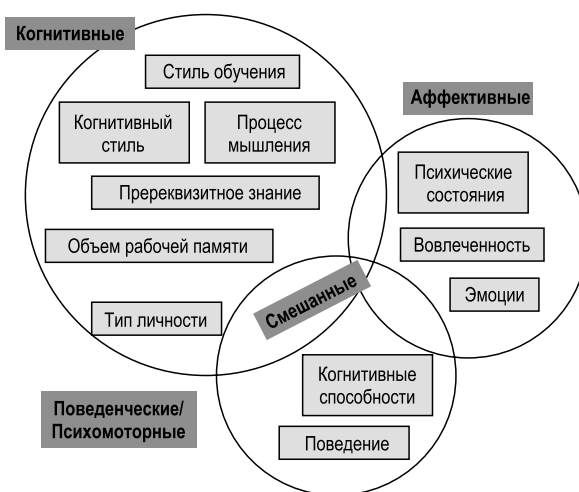 Когнитивные
Стиль обучения
Аффективные
Когнитивный
стиль
Процесс
мышления
Психические
состояния
Пререквизитное знание
Вовлеченность
Объем рабочей памяти
Эмоции
Смешанные
Тип личности
Когнитивные
способности
Поведенческие/
Психомоторные
Поведение